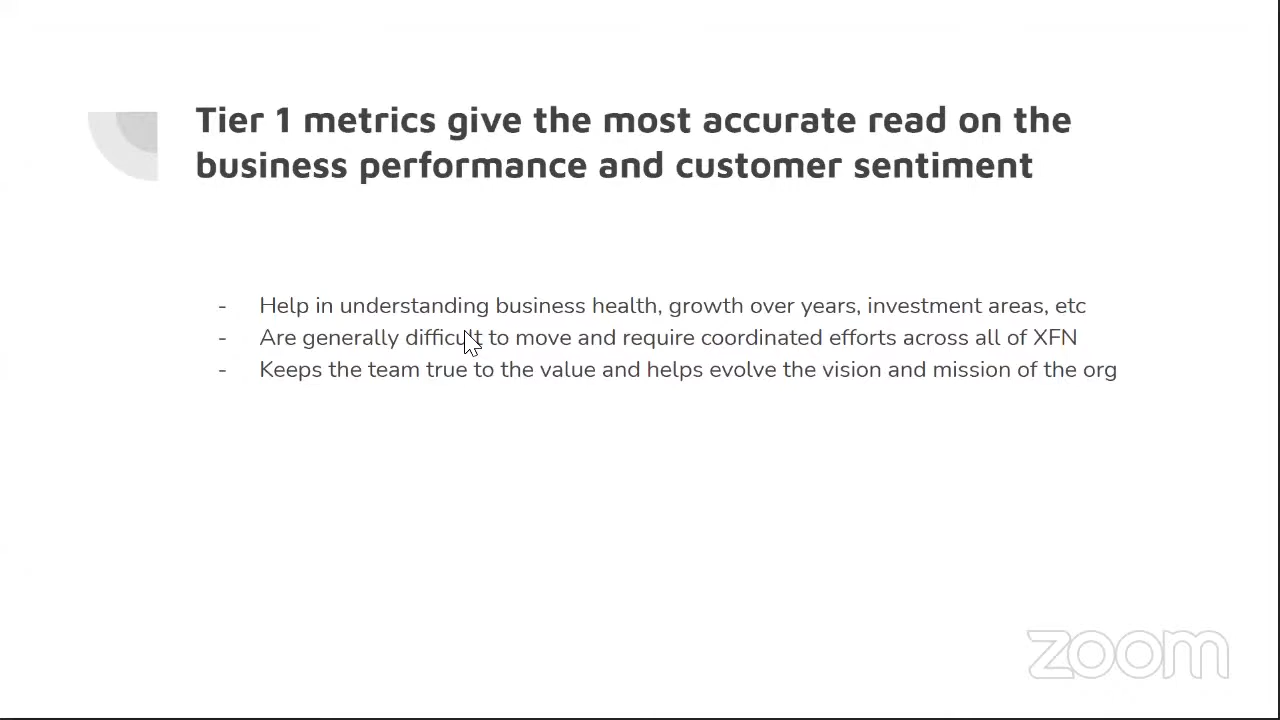 Tier 1 metrics give the most accurate read on the
business performance and customer sentiment
- Help in understanding business health, growth over years, investment areas, etc
- Are generally difficult to move and require coordinated efforts across all of XFN
- Keeps the team true to the value and helps evolve the vision and mission of the org
zoom